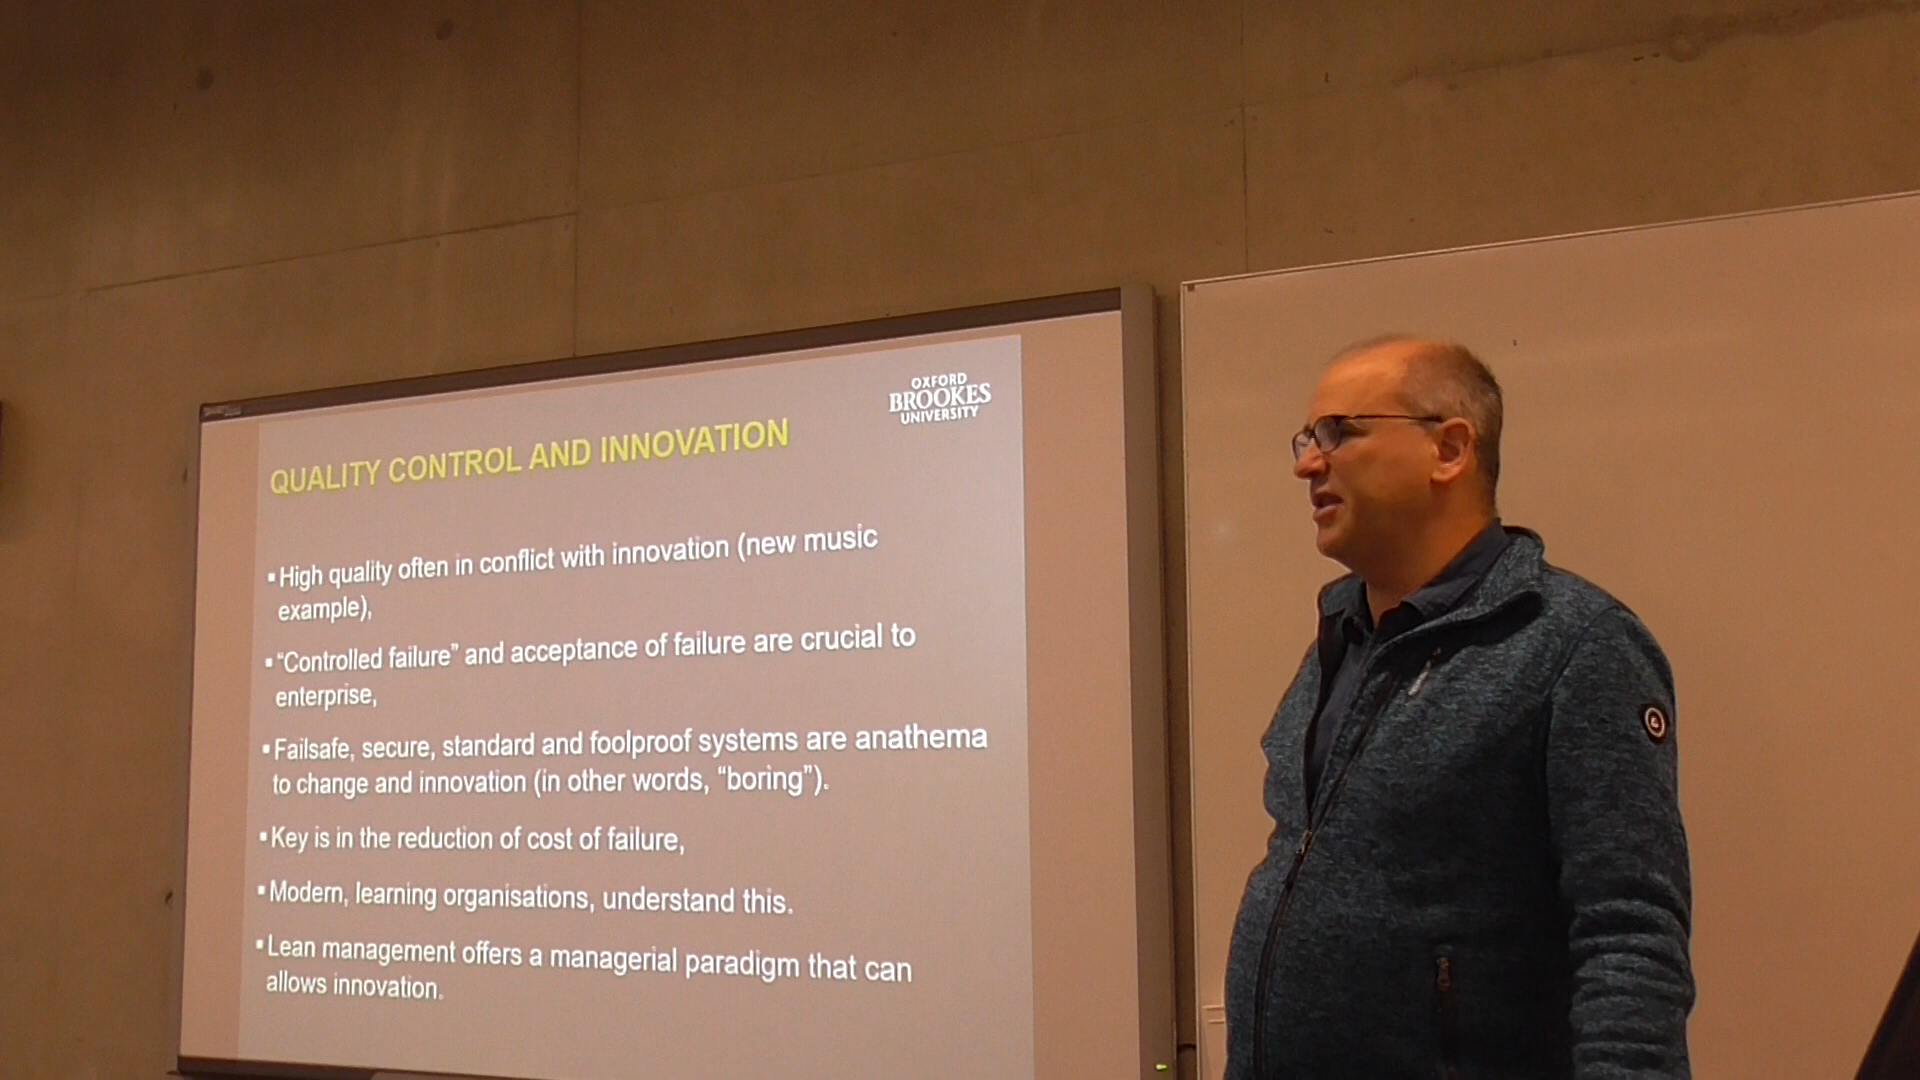 OXFORD
BROOKES
UNIVERSITY
QUALITY CONTROL AND INNOVATION
▪High quality often in conflict with innovation (new music
example),
▪“Controlled failure” and acceptance of failure are crucial to
enterprise,
▪Failsafe, secure, standard and foolproof systems are anathema
to change and innovation (in other words, “boring”).
▪Key is in the reduction of cost of failure,
▪Modern, learning organisations, understand this.
▪Lean management offers a managerial paradigm that can
allows innovation.